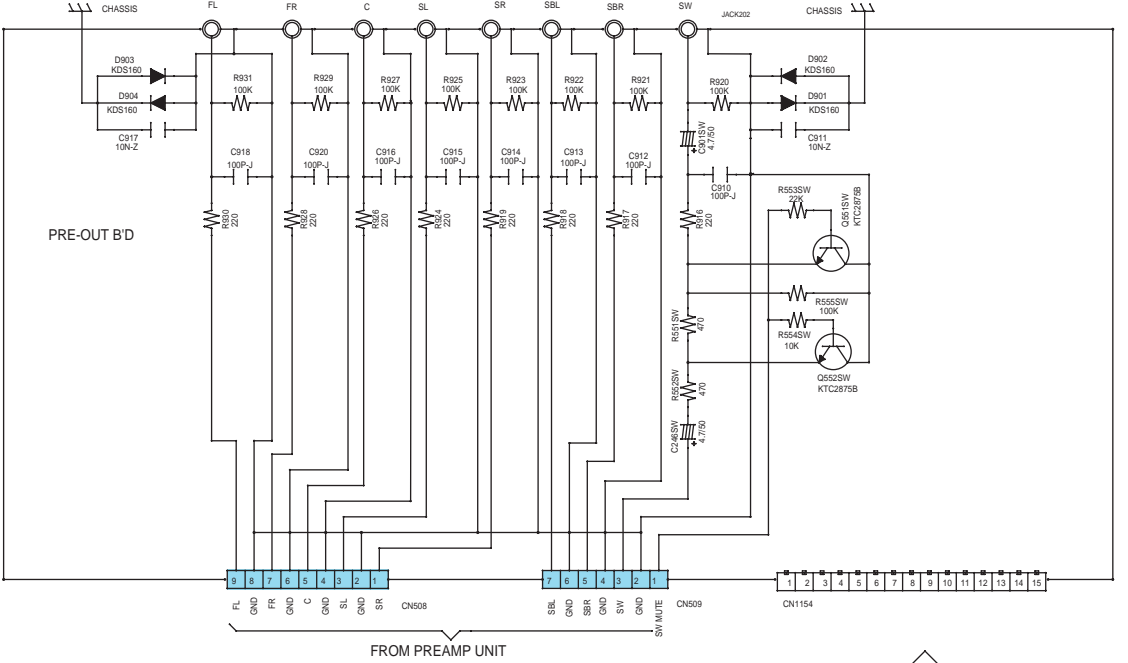 CHASSIS
FL
FR
C
SL
SR
SBL
SBR
SW
JACK202
CHASSIS
D903
KDS160
D904
KDS160
C917
10N-Z
R931
100K
R929
100K
R927
100K
R925
100K
R923
100K
R922
100K
R921
100K
R920
100K
D902
KDS160
D901
KDS160
C911
10N-Z
C901SW
4.7/50
C918
100P-J
C920
100P-J
C916
100P-J
C915
100P-J
C914
100P-J
C913
100P-J
C912
100P-J
C910
100P-J
R930
220
R928
220
R926
220
R924
220
R919
220
R918
220
R917
220
R916
220
R553SW
22K
Q551SW
KTC2875B
PRE-OUT B'D
R551SW
470
R555SW
100K
R554SW
10K
Q552SW
KTC2875B
R552SW
470
C246SW
4.7/50
9 8 7 6 5 4 3 2 1
CN508
FL
GND
FR
GND
C
GND
SL
GND
SR
7 6 5 4 3 2 1
CN509
SBL
GND
SBR
GND
SW
GND
SW MUTE
1 2 3 4 5 6 7 8 9 10 11 12 13 14 15
CN1154
FROM PREAMP UNIT